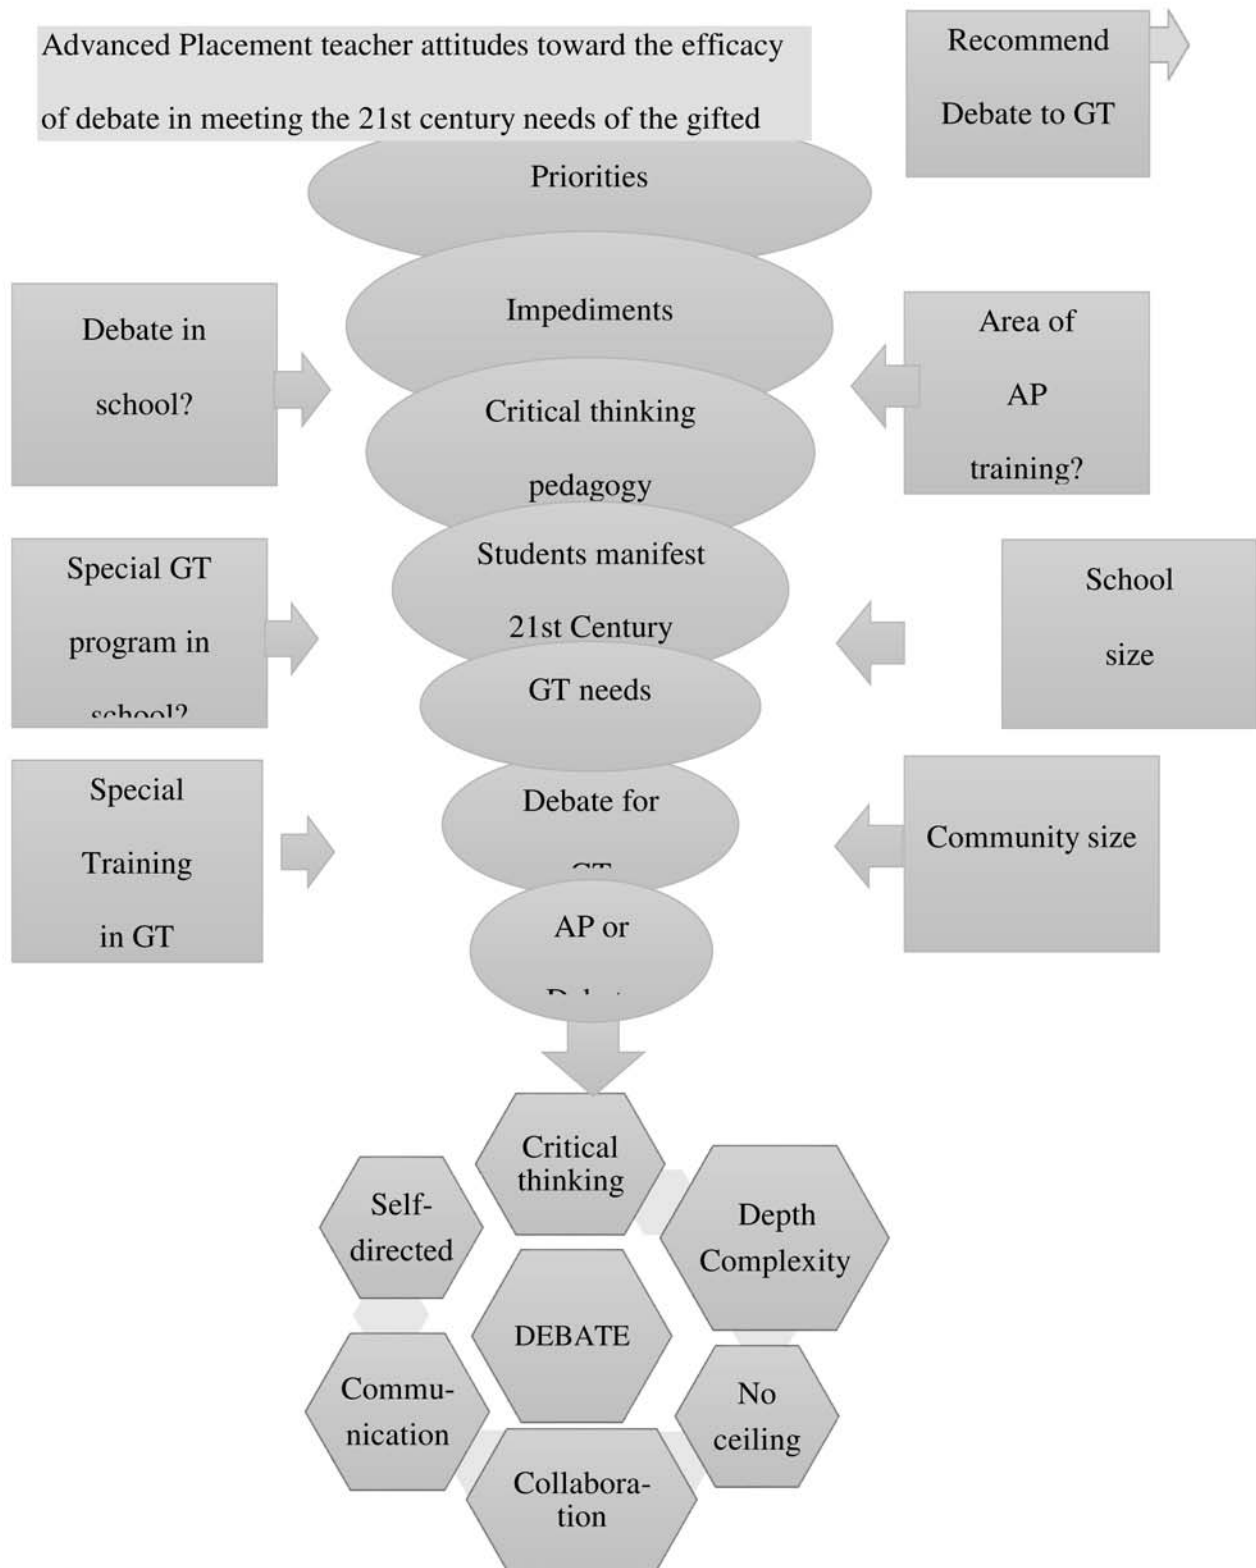 Advanced Placement teacher attitudes toward the efficacy
of debate in meeting the 21st century needs of the gifted
Recommend
Debate to GT
Priorities
Impediments
Debate in
school?
Area of
AP
training?
Critical thinking
pedagogy
Students manifest
21st Century
Special GT
program in
school?
School
size
GT needs
Special
Training
in GT
Debate for
GT
Community size
AP or
Critical
thinking
Self-
directed
Depth
Complexity
DEBATE
Commu-
nication
No
ceiling
Collabora-
tion